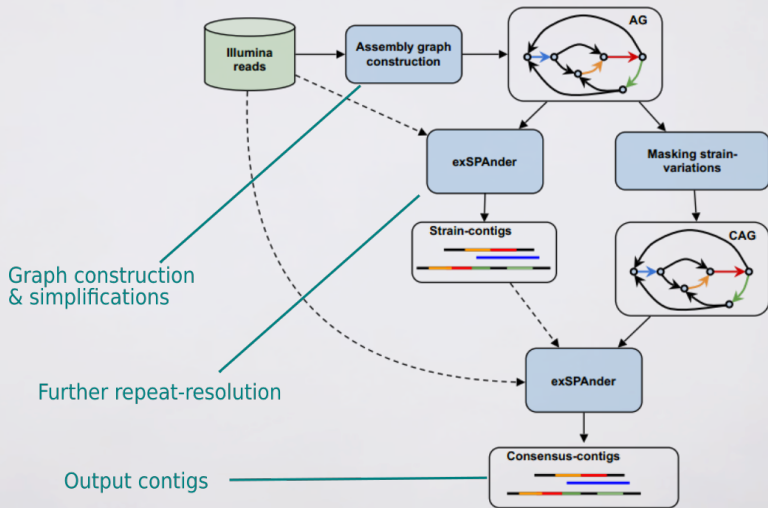 Illumina
reads
Assembly graph
construction
AG
exSPAnder
Masking strain-
variations
Strain-contigs
CAG
Graph construction
& simplifications
exSPAnder
Further repeat-resolution
Consensus-contigs
Output contigs